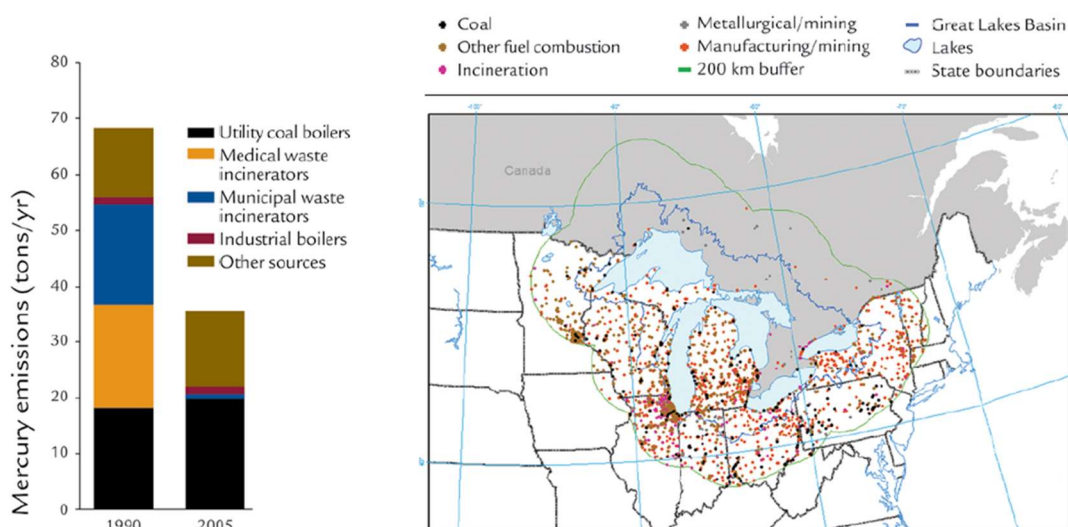 Mercury emissions (tons/yr)
80
70
60
50
40
30
20
10
0
1990
2005
Utility coal boilers
Medical waste
incinerators
Municipal waste
incinerators
Industrial boilers
Other sources
Coal
Other fuel combustion
Incineration
Metallurgical/mining
Manufacturing/mining
200 km buffer
Great Lakes Basin
Lakes
State boundaries
Canada